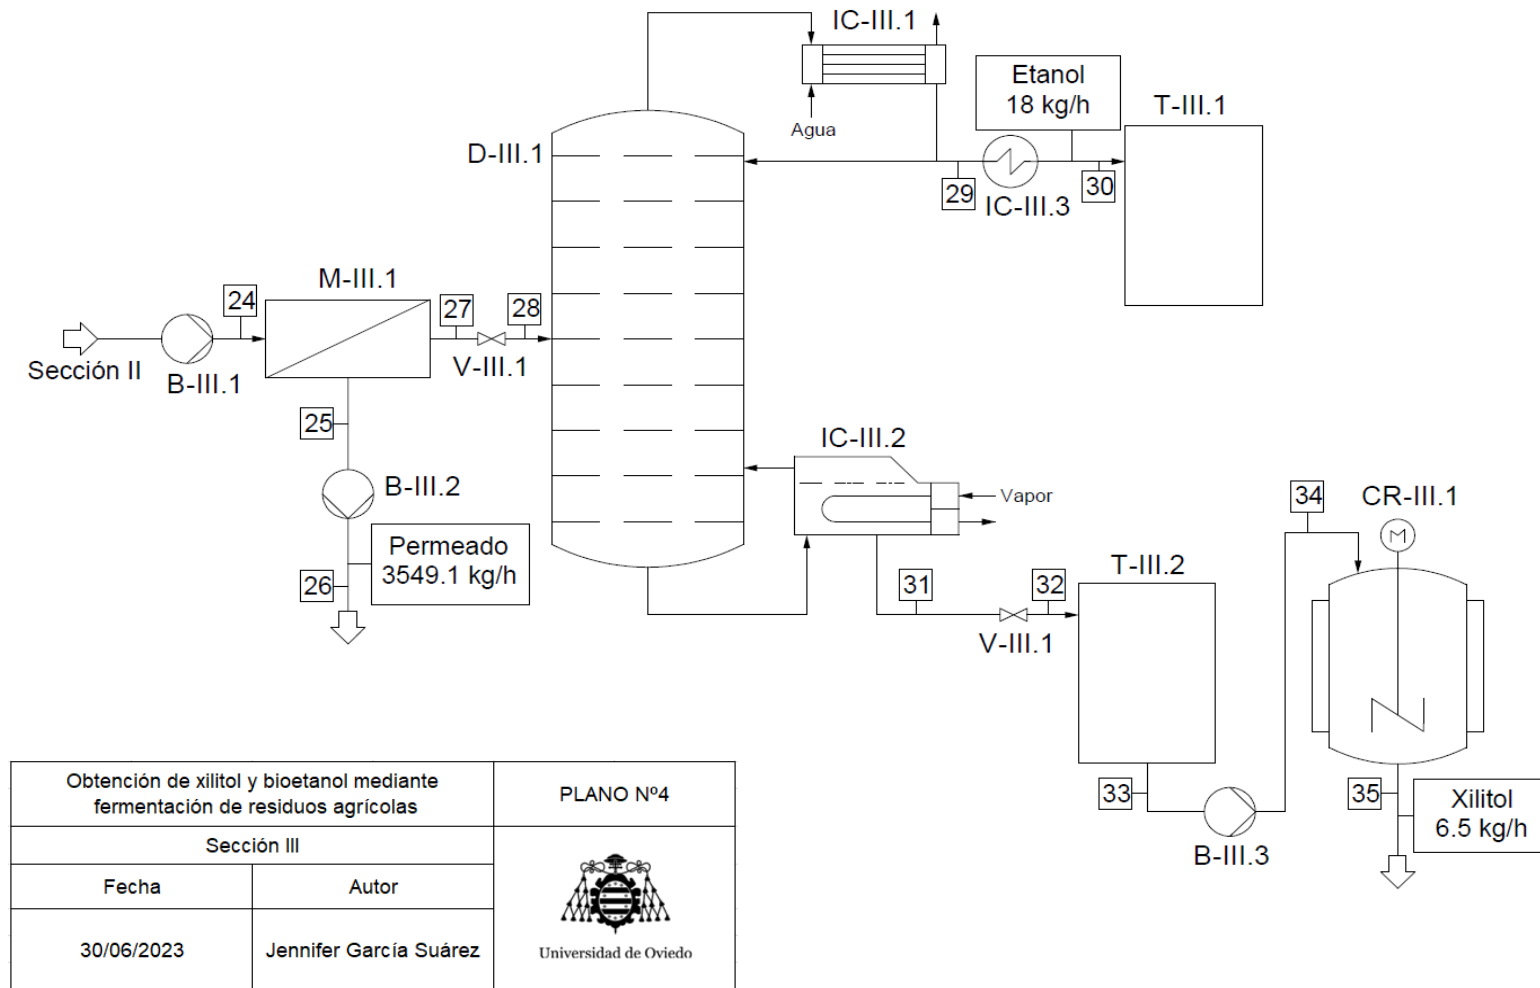 IC-III.1
Etanol
18 kg/h
T-III.1
Agua
D-III.1
29
30
IC-III.3
M-III.1
24
27
28
Sección II
B-III.1
V-III.1
25
IC-III.2
B-III.2
Vapor
34
CR-III.1
M
Permeado
3549.1 kg/h
26
T-III.2
31
32
V-III.1
33
35
Xilitol
6.5 kg/h
B-III.3
Obtención de xilitol y bioetanol mediante
fermentación de residuos agrícolas
PLANO Nº4
Sección III
Fecha
Autor
30/06/2023
Jennifer García Suárez
Universidad de Oviedo